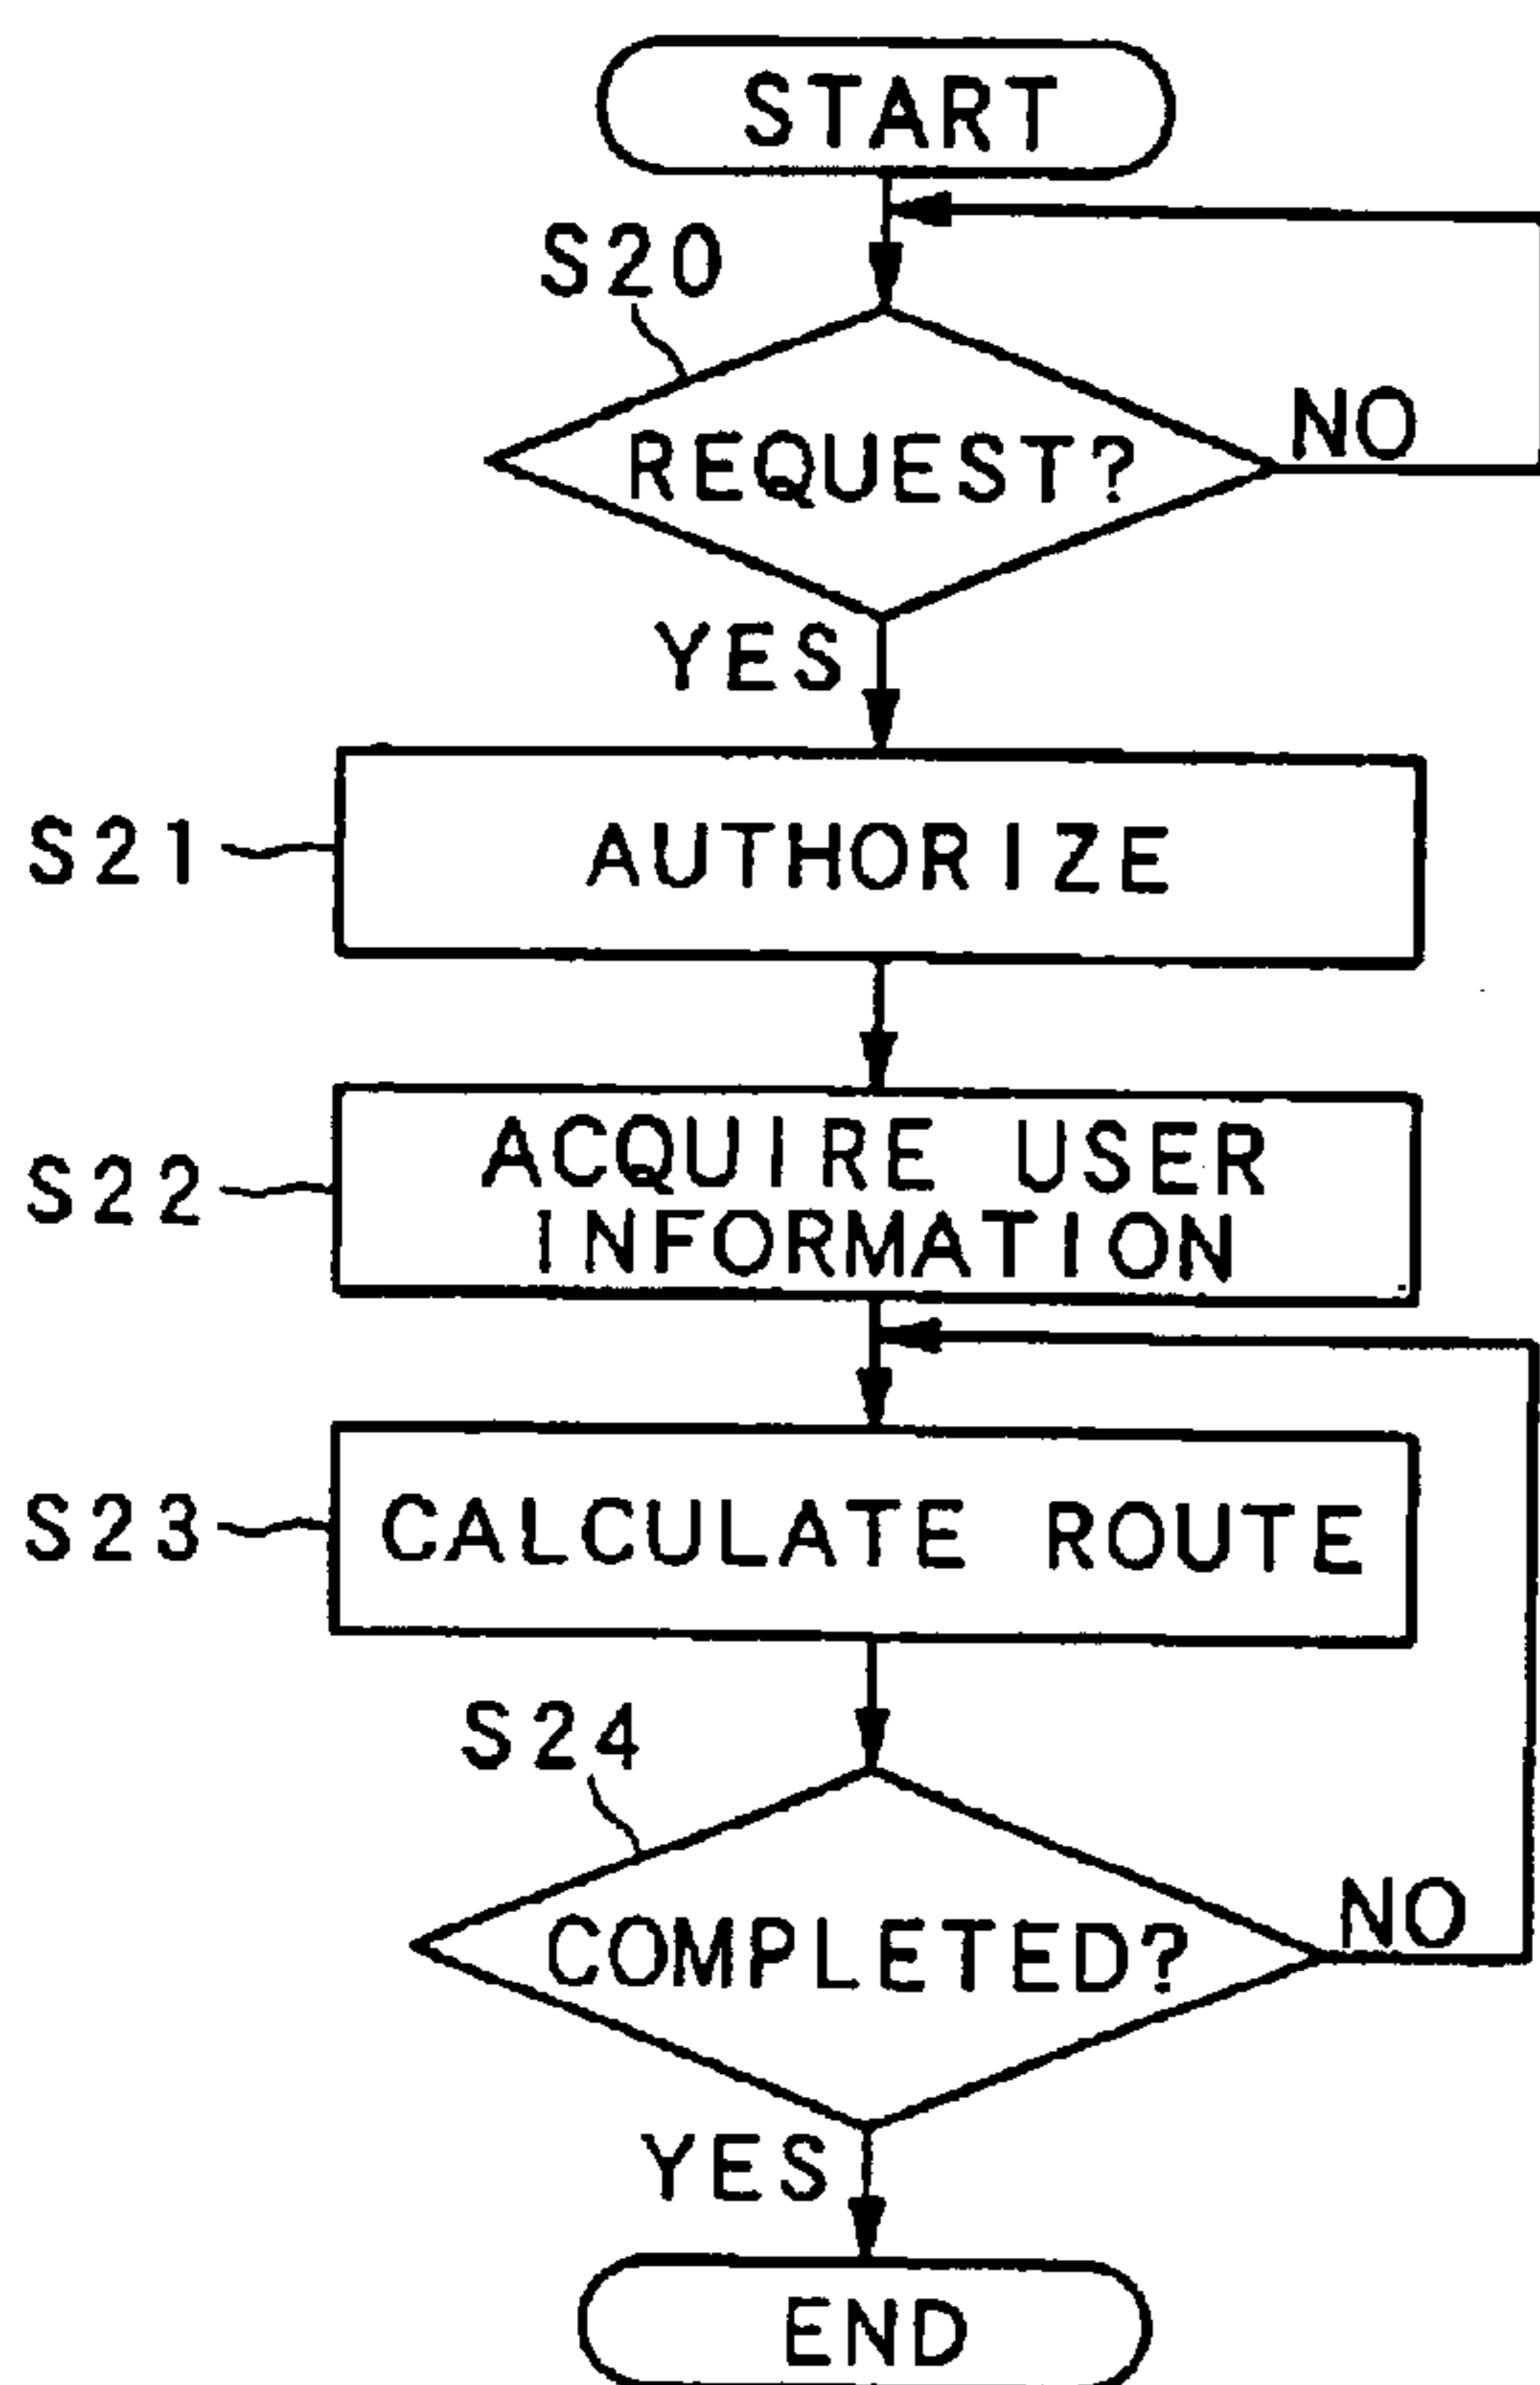 START
S20
REQUEST?
NO
YES
S21
AUTHORIZE
S22
ACQUIRE USER
INFORMATION
S23
CALCULATE ROUTE
S24
COMPLETED?
NO
YES
END